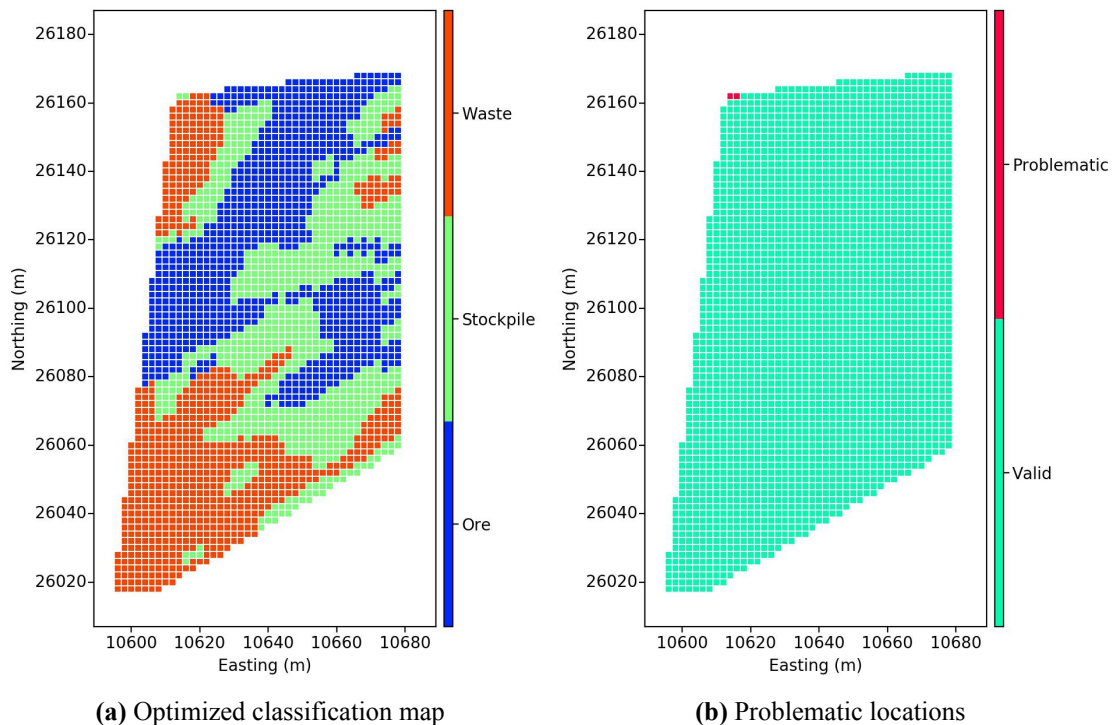 26180
26160
26140
26120
26100
26080
26060
26040
26020
Northing (m)
10600 10620 10640 10660 10680
Easting (m)
Waste
Stockpile
Ore
(a) Optimized classification map
26180
26160
26140
26120
26100
26080
26060
26040
26020
Northing (m)
10600 10620 10640 10660 10680
Easting (m)
Problematic
Valid
(b) Problematic locations